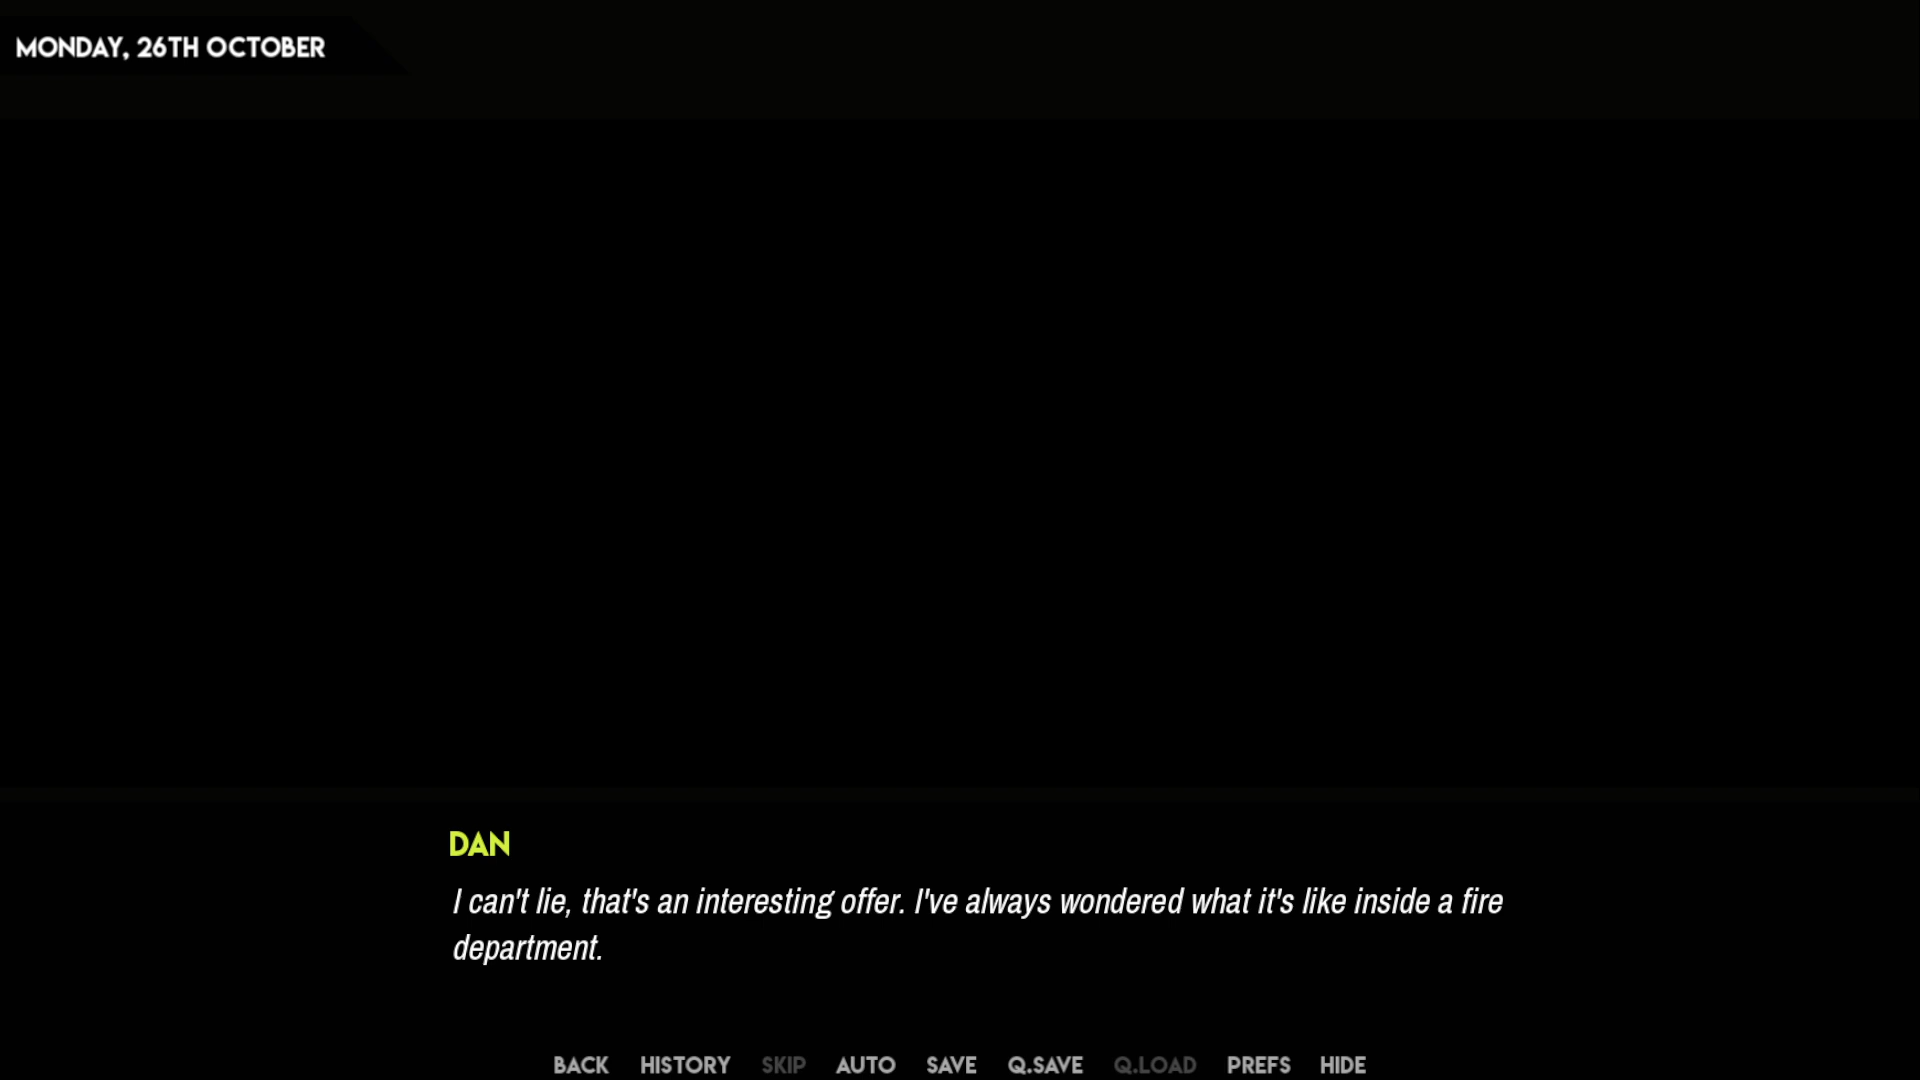 MONDAY, 26TH OCTOBER
DAN
I can't lie, that's an interesting offer. I've always wondered what it's like inside a fire
department.
BACK HISTORY SKIP AUTO SAVE Q.SAVE Q.LOAD PREFS HIDE